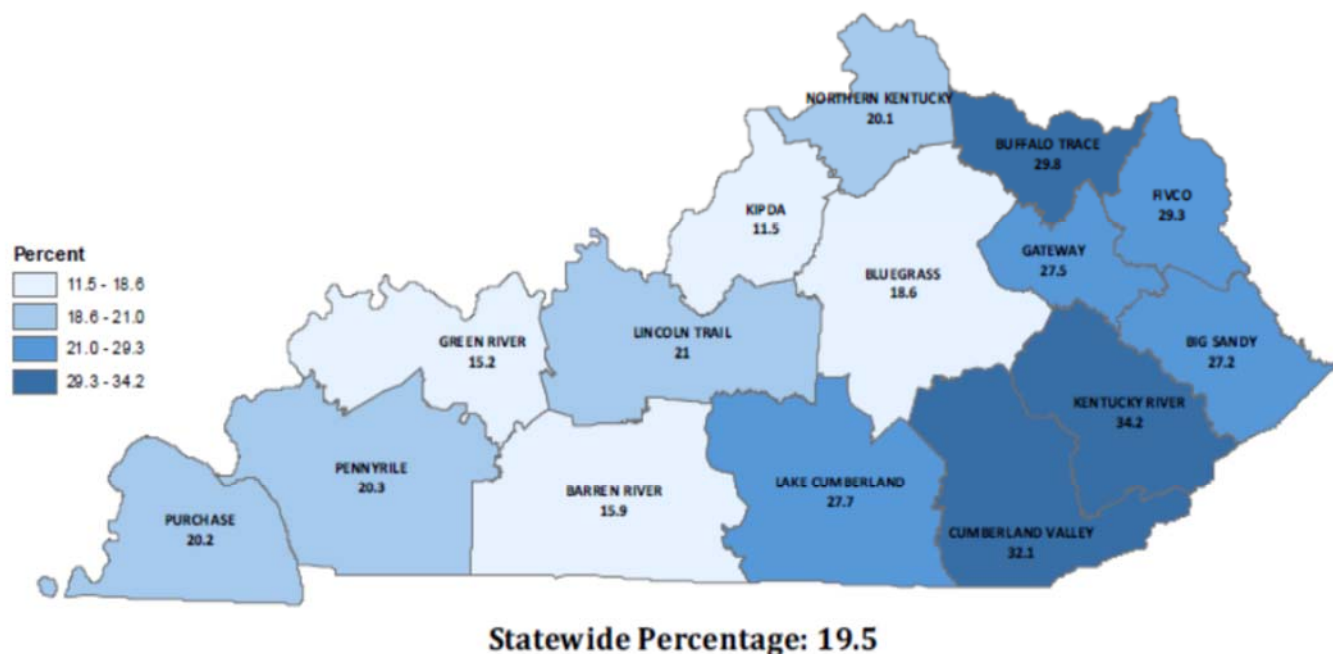 NORTHERN KENTUCKY
20.1
BUFFALO TRACE
29.8
FIVCO
29.3
KIPDA
11.5
GATEWAY
27.5
BLUEGRASS
18.6
Percent
11.5 - 18.6
18.6 - 21.0
21.0 - 29.3
29.3 - 34.2
GREEN RIVER
15.2
LINCOLN TRAIL
21
BIG SANDY
27.2
KENTUCKY RIVER
34.2
PENNYRILE
20.3
BARREN RIVER
15.9
LAKE CUMBERLAND
27.7
PURCHASE
20.2
CUMBERLAND VALLEY
32.1
Statewide Percentage: 19.5